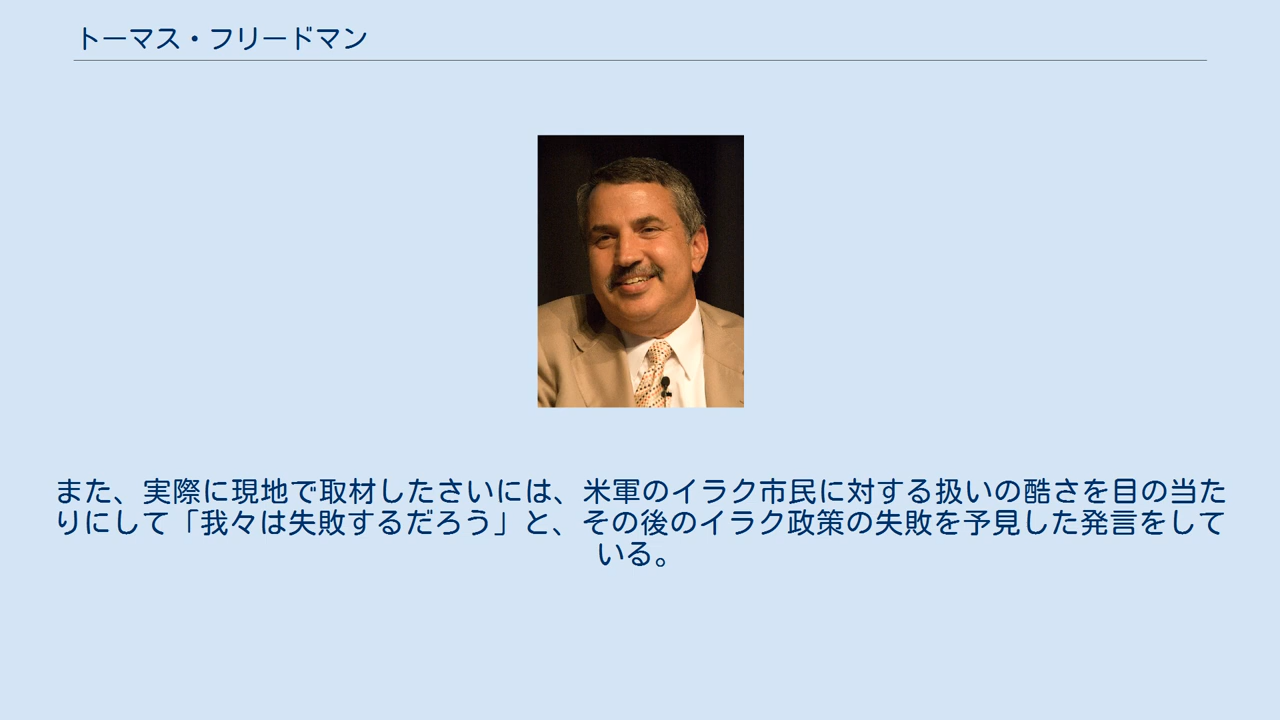 トーマス・フリードマン
また、実際に現地で取材したさいには、米軍のイラク市民に対する扱いの酷さを目の当た
りにして「我々は失敗するだろう」と、その後のイラク政策の失敗を予見した発言をして
いる。